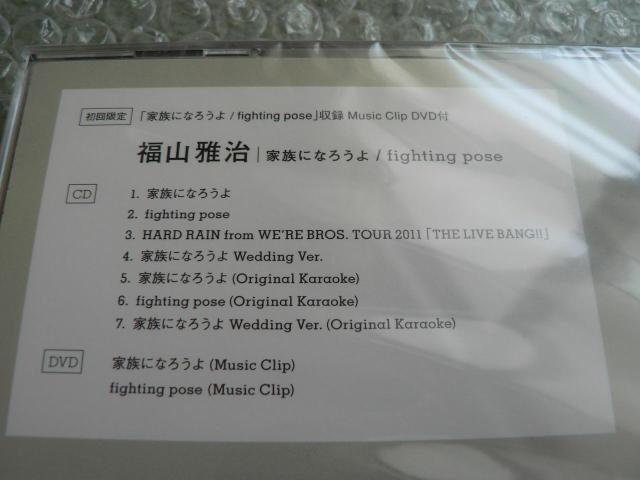 初回限定 「家族になろうよ / fighting pose」収録 Music Clip DVD付
福山雅治 | 家族になろうよ / fighting pose
CD
1. 家族になろうよ
2. fighting pose
3. HARD RAIN from WE'RE BROS. TOUR 2011 「THE LIVE BANG!!」
4. 家族になろうよ Wedding Ver.
5. 家族になろうよ (Original Karaoke)
6. fighting pose (Original Karaoke)
7. 家族になろうよ Wedding Ver. (Original Karaoke)
DVD 家族になろうよ (Music Clip)
fighting pose (Music Clip)